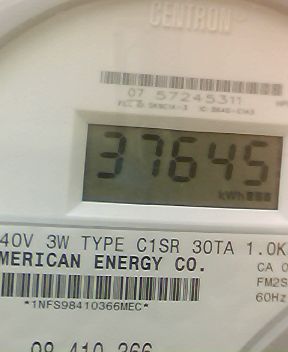 CENTRON
07 57245311
37645
kWh
40V 3W TYPE C1SR 30TA 1.0K
MERICAN ENERGY CO.
CA 0
FM2S
*1NFS98410366MEC*
60Hz
98 410 366